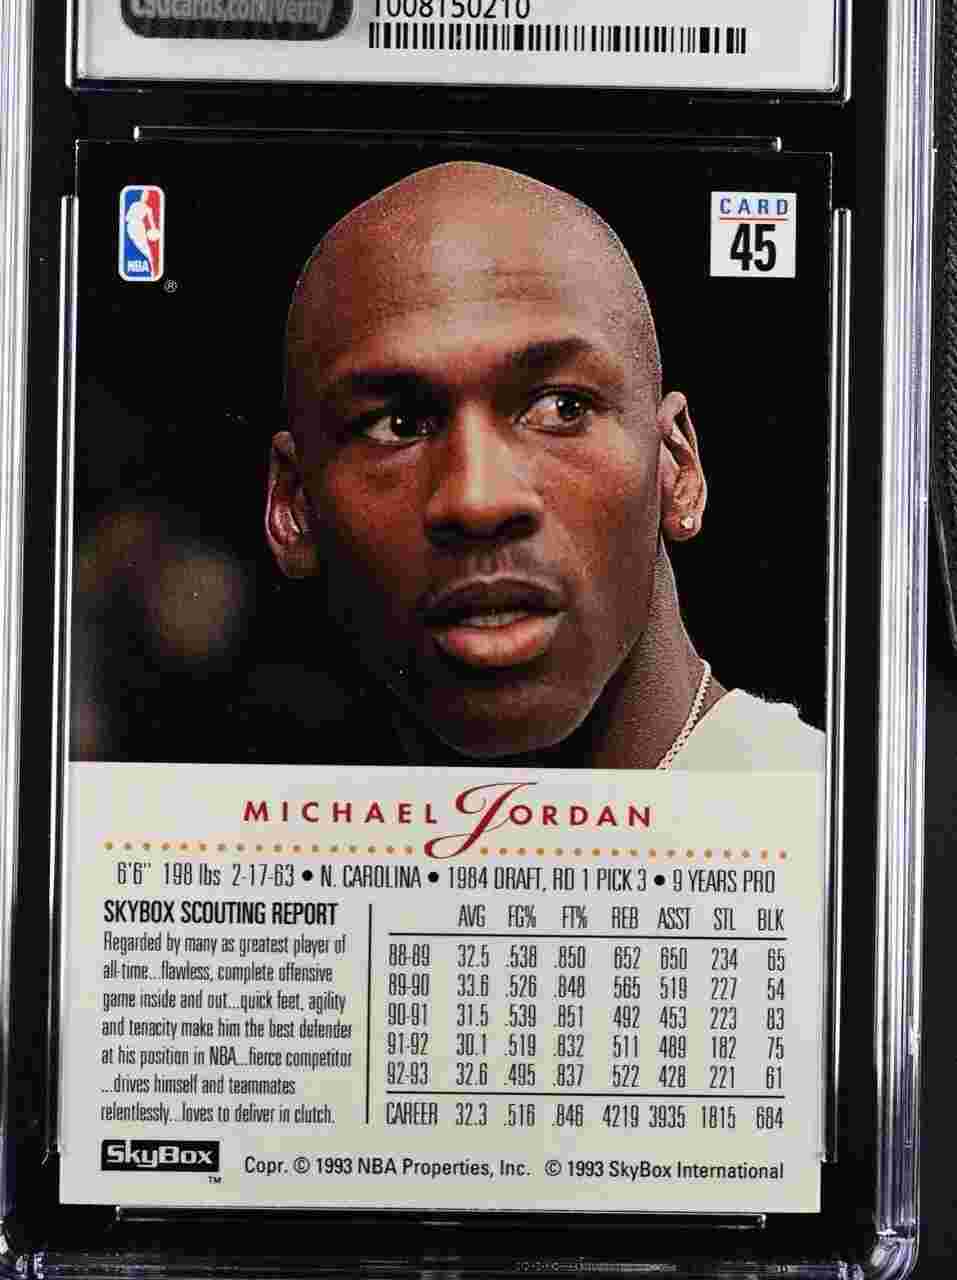 csgcards.com/verify
1008150210
NBA
®
CARD
45
MICHAEL JORDAN
6'6" 198 lbs 2-17-63 • N. CAROLINA • 1984 DRAFT, RD 1 PICK 3 • 9 YEARS PRO
SKYBOX SCOUTING REPORT
Regarded by many as greatest player of
all-time...flawless, complete offensive
game inside and out...quick feet, agility
and tenacity make him the best defender
at his position in NBA...fierce competitor
...drives himself and teammates
relentlessly...loves to deliver in clutch.
AVG FG% FT% REB ASST STL BLK
88-89 32.5 .538 .850 652 650 234 65
89-90 33.6 .526 .848 565 519 227 54
90-91 31.5 .539 .851 492 453 223 83
91-92 30.1 .519 .832 511 489 182 75
92-93 32.6 .495 .837 522 428 221 61
CAREER 32.3 .516 .846 4219 3935 1815 684
SkyBox
TM
Copr. © 1993 NBA Properties, Inc. © 1993 SkyBox International